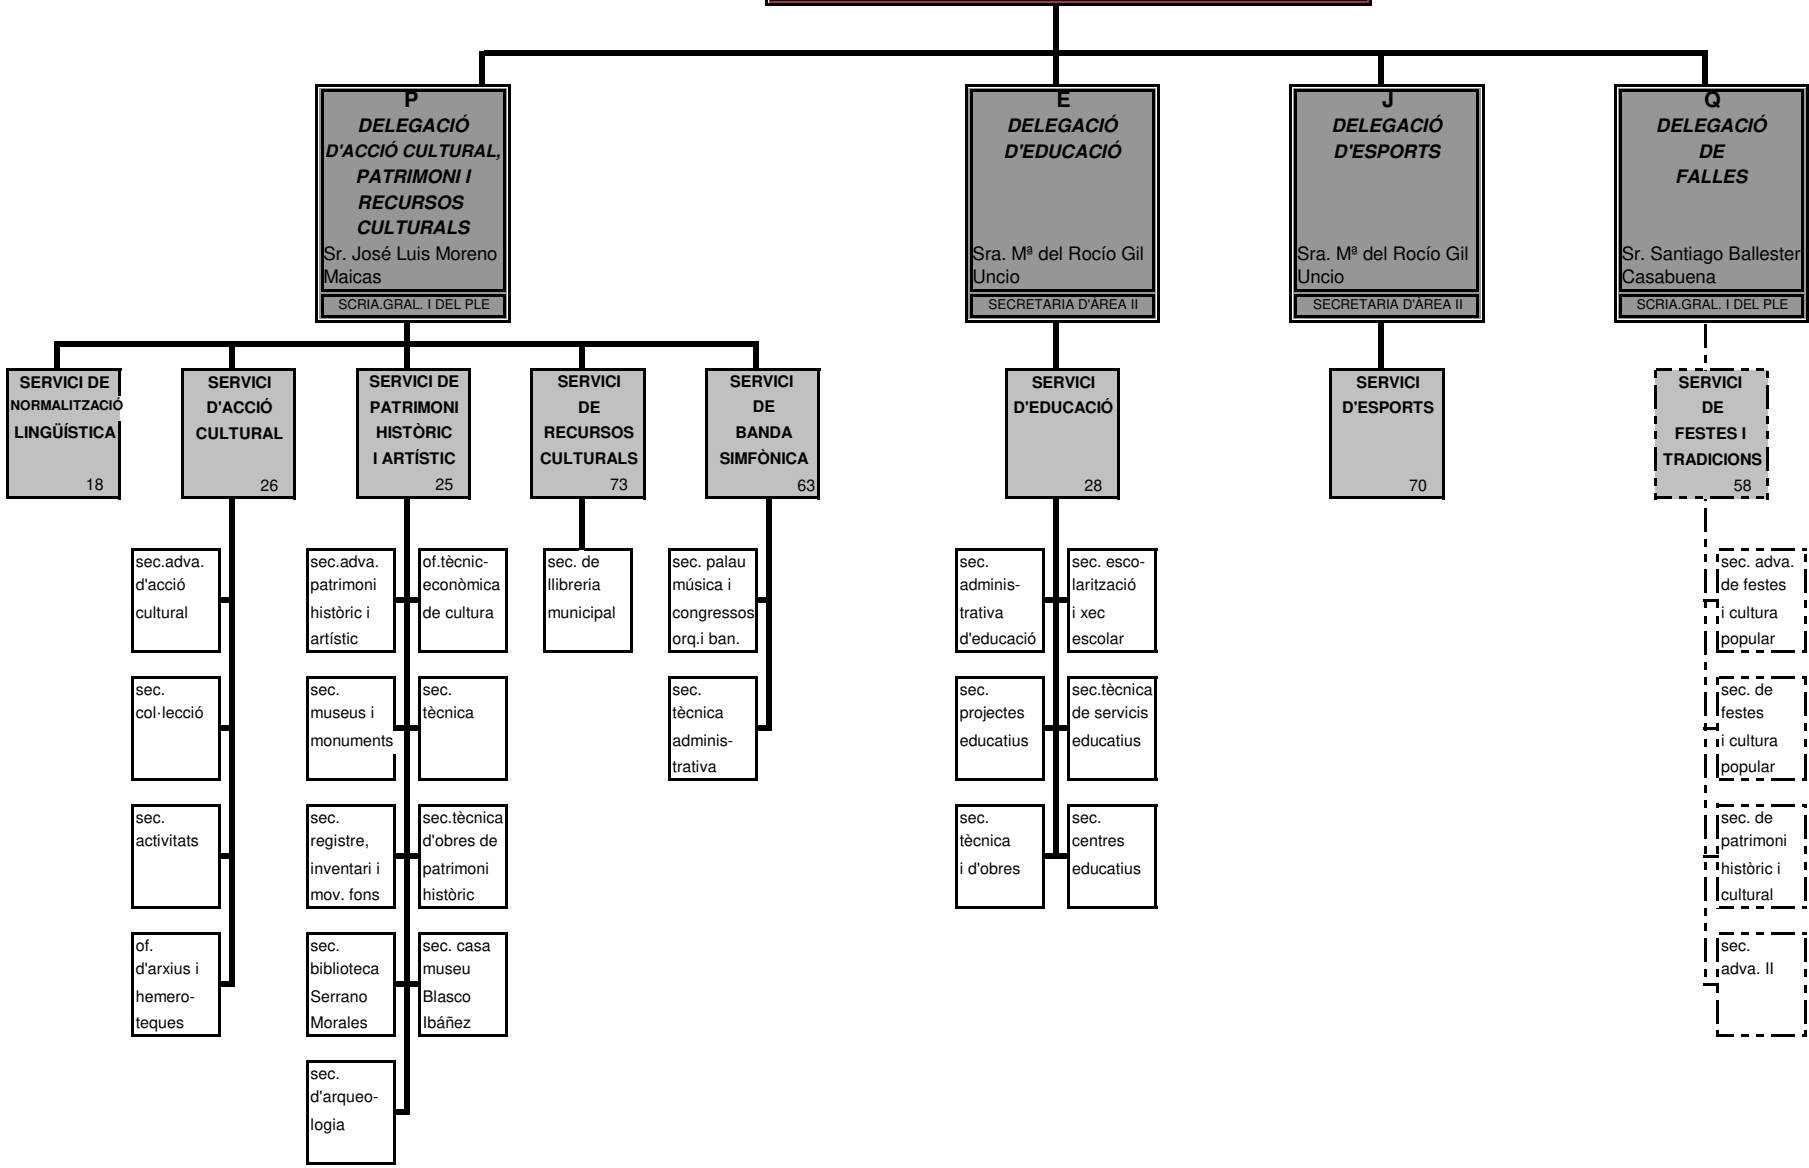 P
DELEGACIÓ
D'ACCIÓ CULTURAL,
PATRIMONI I
RECURSOS
CULTURALS
Sr. José Luis Moreno
Maicas
SCRIA.GRAL. I DEL PLE
E
DELEGACIÓ
D'EDUCACIÓ
Sra. Mª del Rocío Gil
Uncio
SECRETARIA D'ÀREA II
J
DELEGACIÓ
D'ESPORTS
Sra. Mª del Rocío Gil
Uncio
SECRETARIA D'ÀREA II
Q
DELEGACIÓ
DE
FALLES
Sr. Santiago Ballester
Casabuena
SCRIA.GRAL. I DEL PLE
SERVICI DE
NORMALITZACIÓ
LINGÜÍSTICA
18
SERVICI
D'ACCIÓ
CULTURAL
26
SERVICI DE
PATRIMONI
HISTÒRIC
I ARTÍSTIC
25
SERVICI
DE
RECURSOS
CULTURALS
73
SERVICI
DE
BANDA
SIMFÒNICA
63
SERVICI
D'EDUCACIÓ
28
SERVICI
D'ESPORTS
70
SERVICI
DE
FESTES I
TRADICIONS
58
sec.adva.
d'acció
cultural
sec.
col·lecció
sec.
activitats
of.
d'arxius i
hemero-
teques
sec.adva.
patrimoni
històric i
artístic
of.tècnic-
econòmica
de cultura
sec.
museus i
monuments
sec.
tècnica
sec.
registre,
inventari i
mov. fons
sec.tècnica
d'obres de
patrimoni
històric
sec.
biblioteca
Serrano
Morales
sec. casa
museu
Blasco
Ibáñez
sec.
d'arqueo-
logia
sec. de
llibreria
municipal
sec. palau
música i
congressos
orq.i ban.
sec.
tècnica
adminis-
trativa
sec.
adminis-
trativa
d'educació
sec. esco-
larització
i xec
escolar
sec.
projectes
educatius
sec.tècnica
de servicis
educatius
sec.
tècnica
i d'obres
sec.
centres
educatius
sec. adva.
de festes
i cultura
popular
sec. de
festes
i cultura
popular
sec. de
patrimoni
històric i
cultural
sec.
adva. II